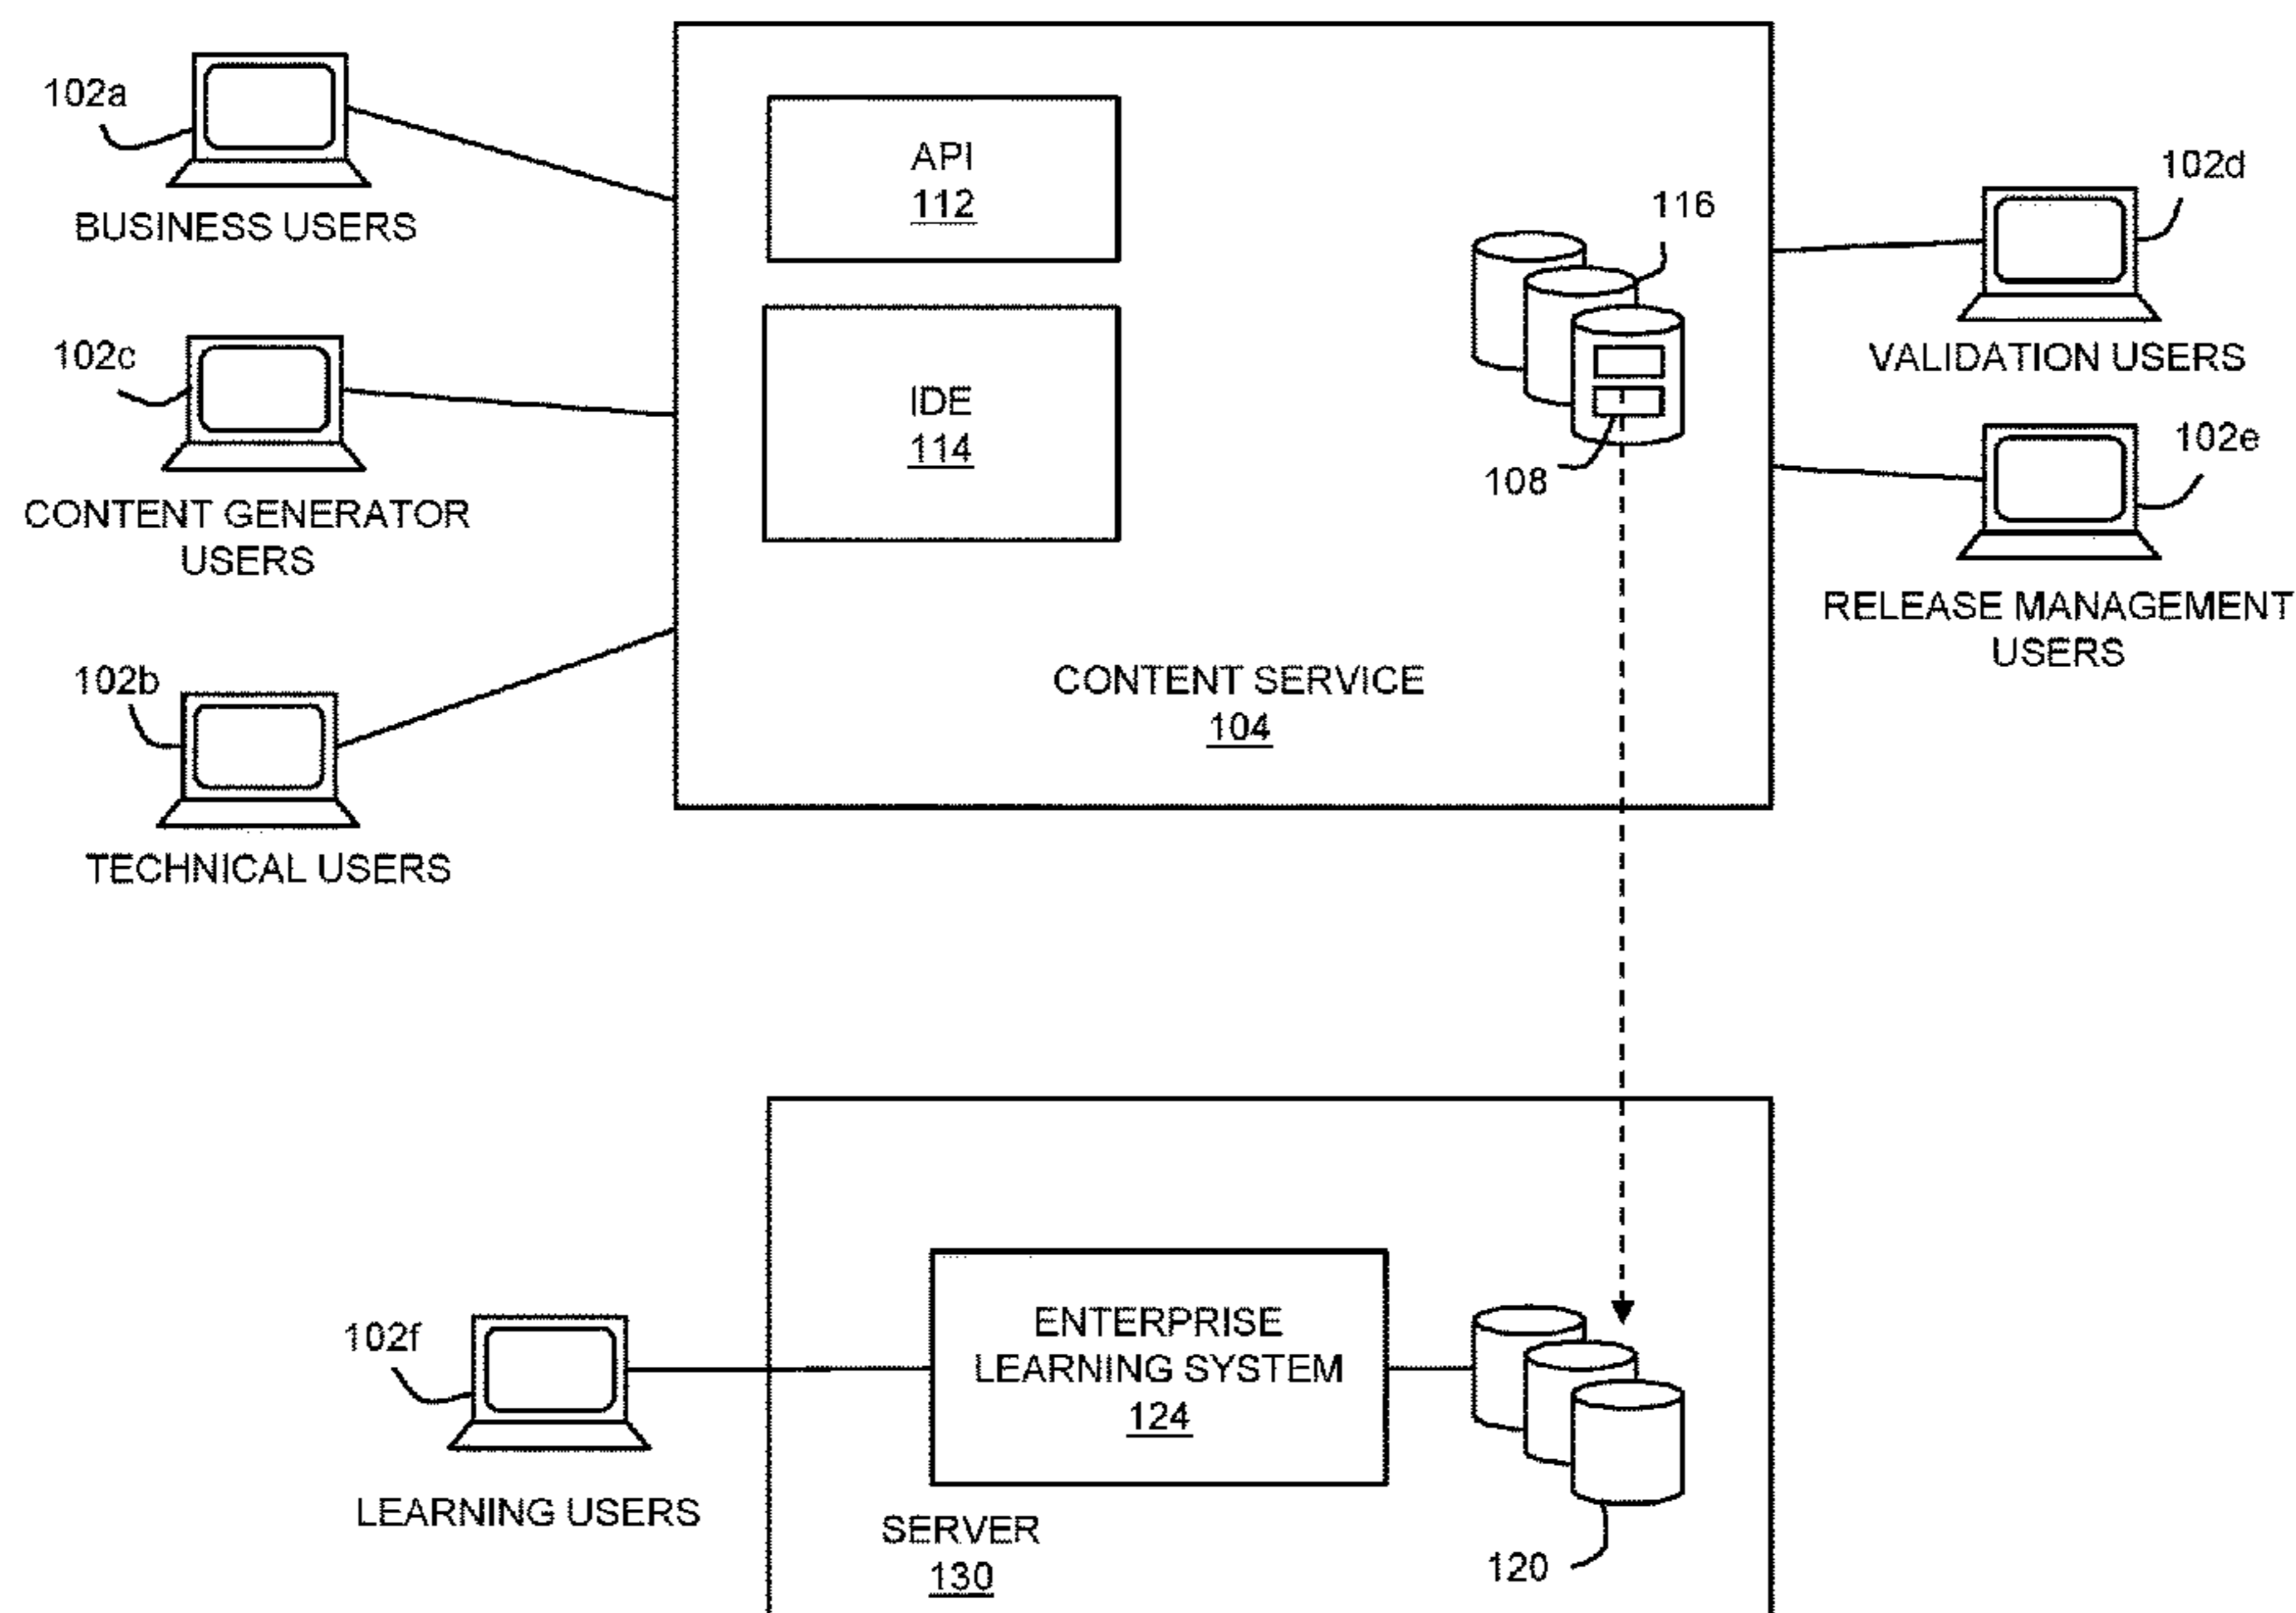 102a
BUSINESS USERS
102c
CONTENT GENERATOR
USERS
102b
TECHNICAL USERS
API
112
IDE
114
116
108
CONTENT SERVICE
104
102d
VALIDATION USERS
102e
RELEASE MANAGEMENT
USERS
102f
LEARNING USERS
ENTERPRISE
LEARNING SYSTEM
124
SERVER
130
120